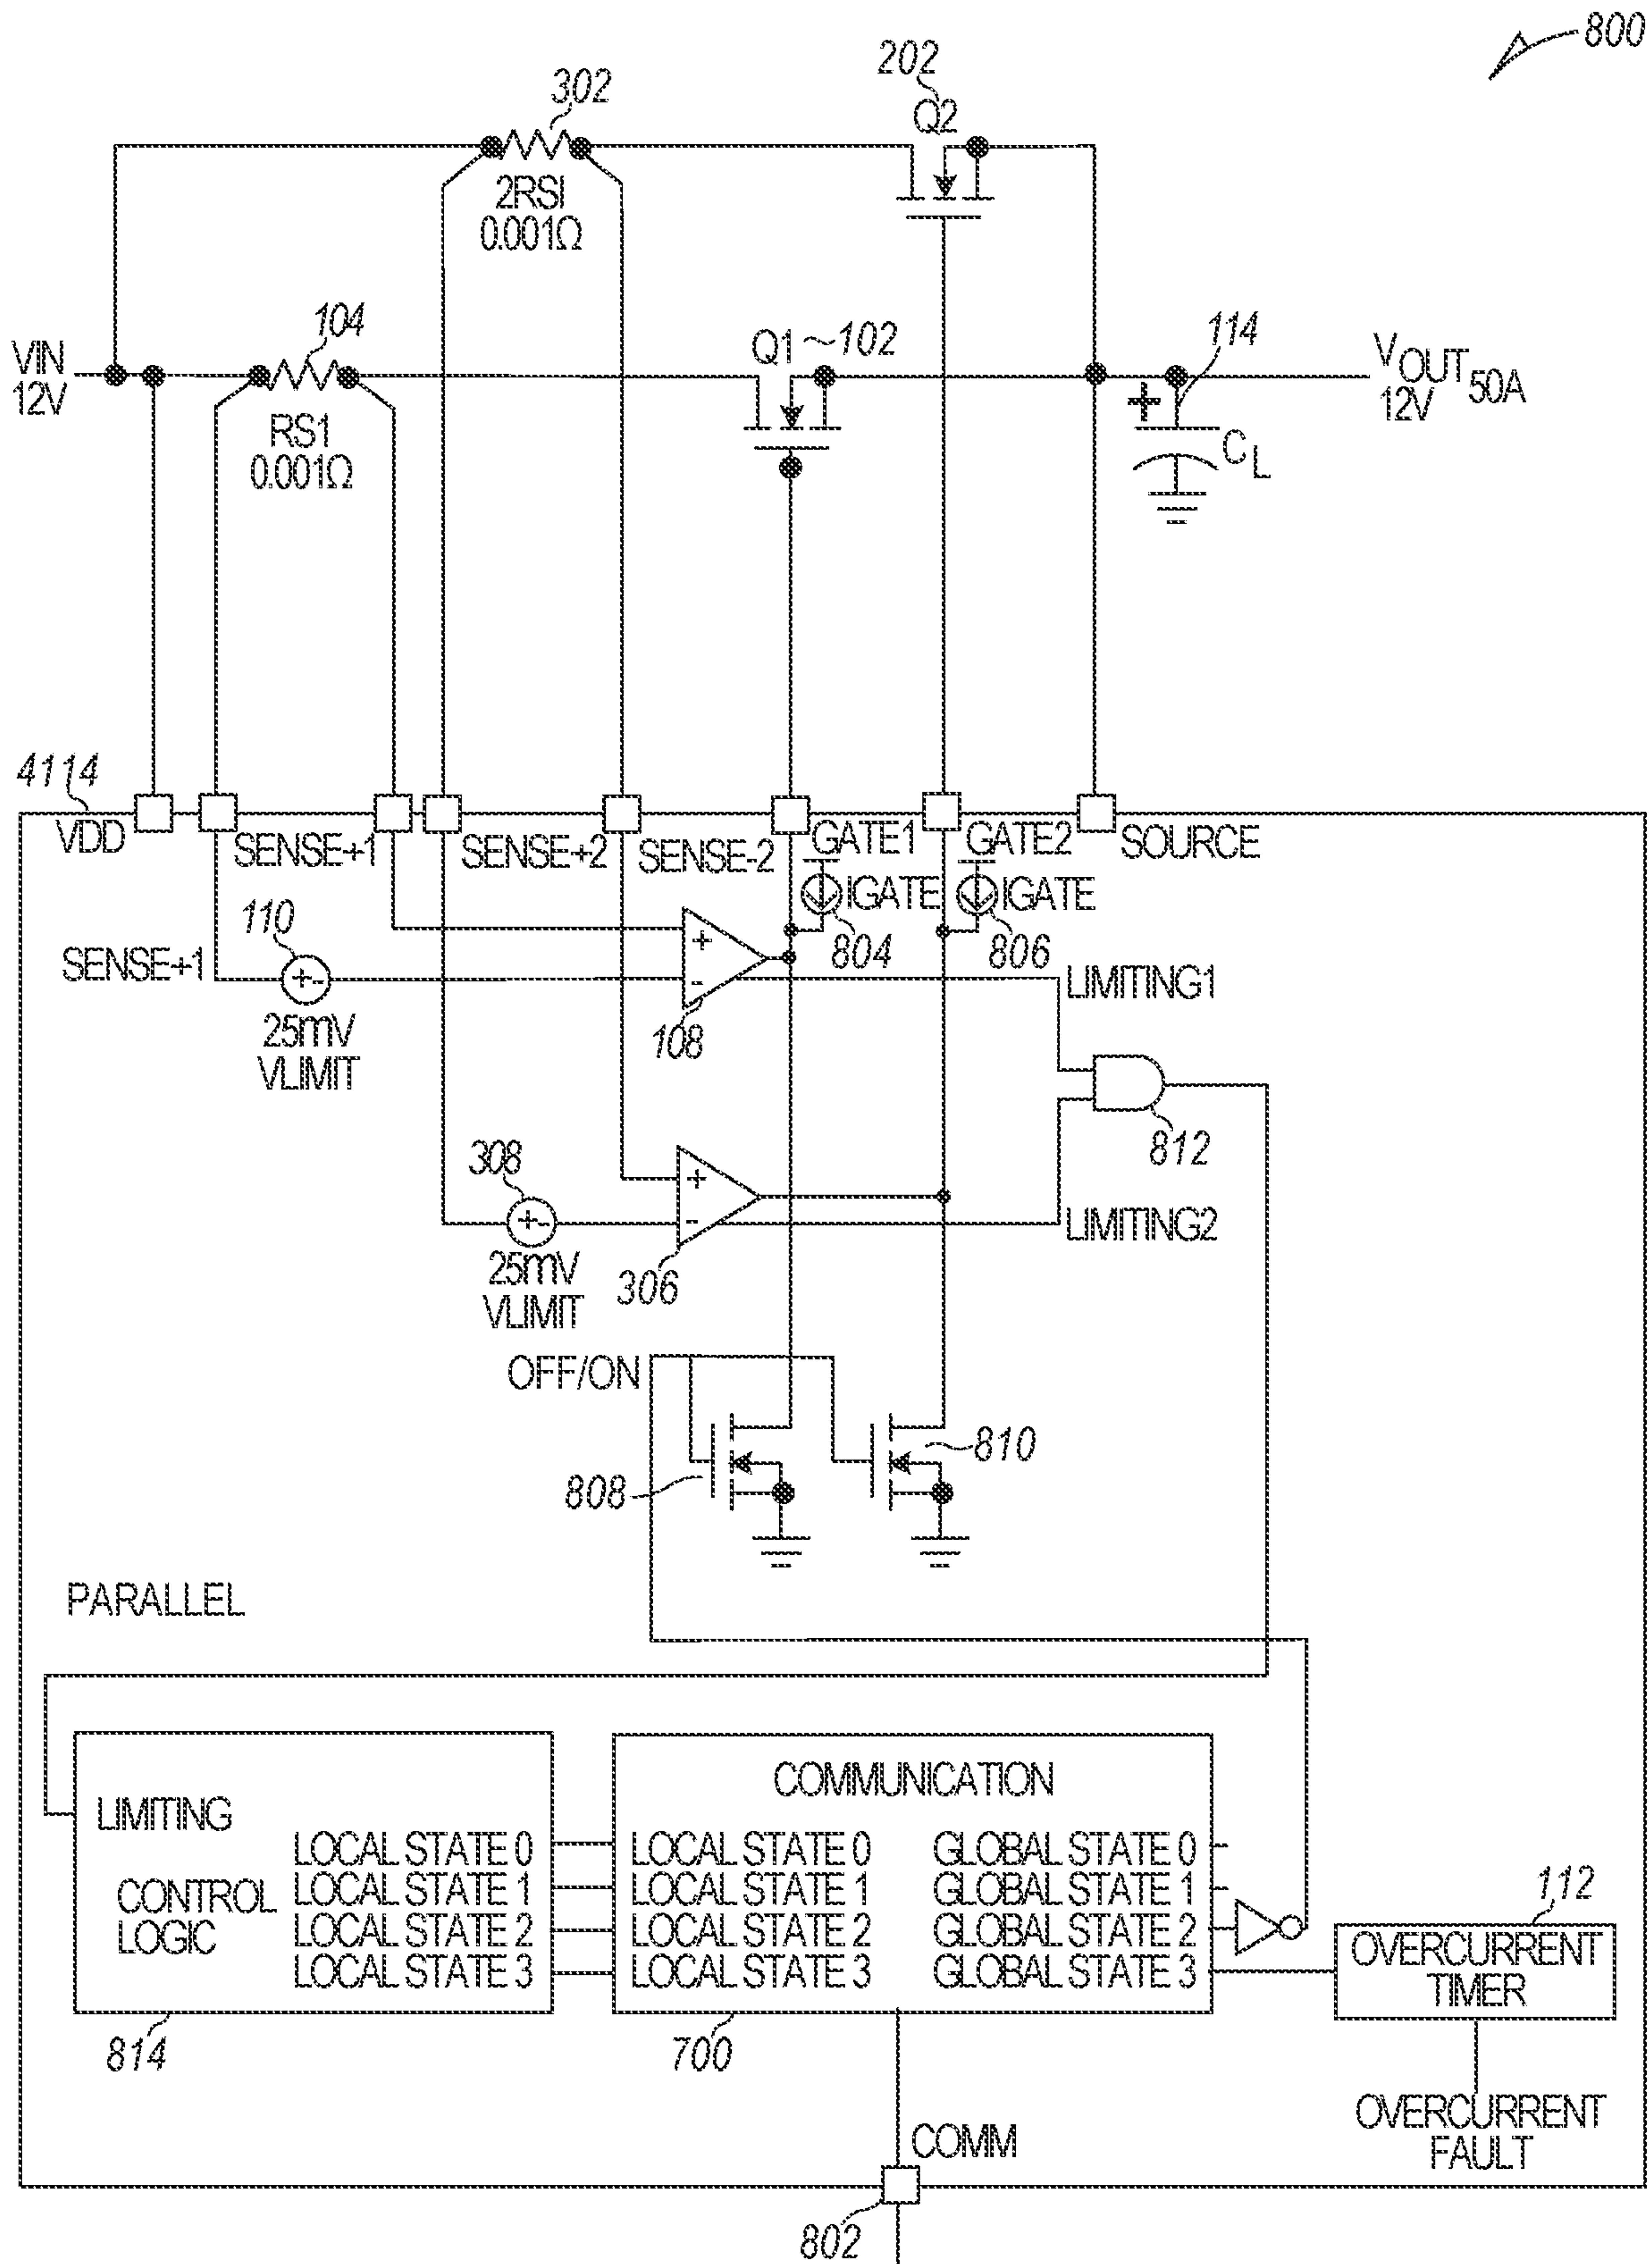 800
202
302
Q2
2RSI
0.001Ω
104
Q1
102
114
VIN
12V
VOUT
12V
50A
RS1
0.001Ω
CL
4114
VDD
SENSE+1
SENSE+2
SENSE-2
GATE1
GATE2
SOURCE
IGATE
IGATE
110
804
806
SENSE+1
LIMITING1
25mV
VLIMIT
108
812
308
LIMITING2
25mV
VLIMIT
306
OFF/ON
810
808
PARALLEL
COMMUNICATION
LIMITING
LOCAL STATE 0
LOCAL STATE 0
GLOBAL STATE 0
CONTROL
LOGIC
LOCAL STATE 1
LOCAL STATE 1
GLOBAL STATE 1
112
LOCAL STATE 2
LOCAL STATE 2
GLOBAL STATE 2
LOCAL STATE 3
LOCAL STATE 3
GLOBAL STATE 3
OVERCURRENT
TIMER
814
700
OVERCURRENT
FAULT
COMM
802